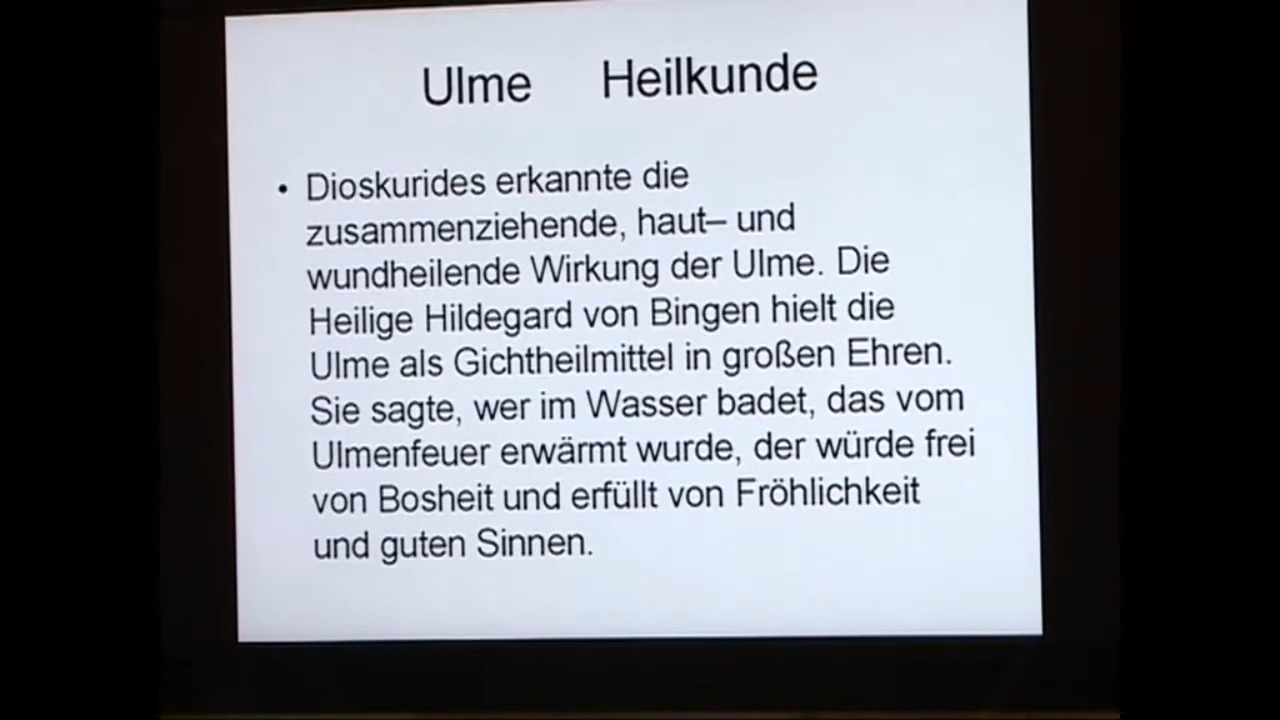 Ulme Heilkunde
• Dioskurides erkannte die
zusammenziehende, haut– und
wundheilende Wirkung der Ulme. Die
Heilige Hildegard von Bingen hielt die
Ulme als Gichtheilmittel in großen Ehren.
Sie sagte, wer im Wasser badet, das vom
Ulmenfeuer erwärmt wurde, der würde frei
von Bosheit und erfüllt von Fröhlichkeit
und guten Sinnen.